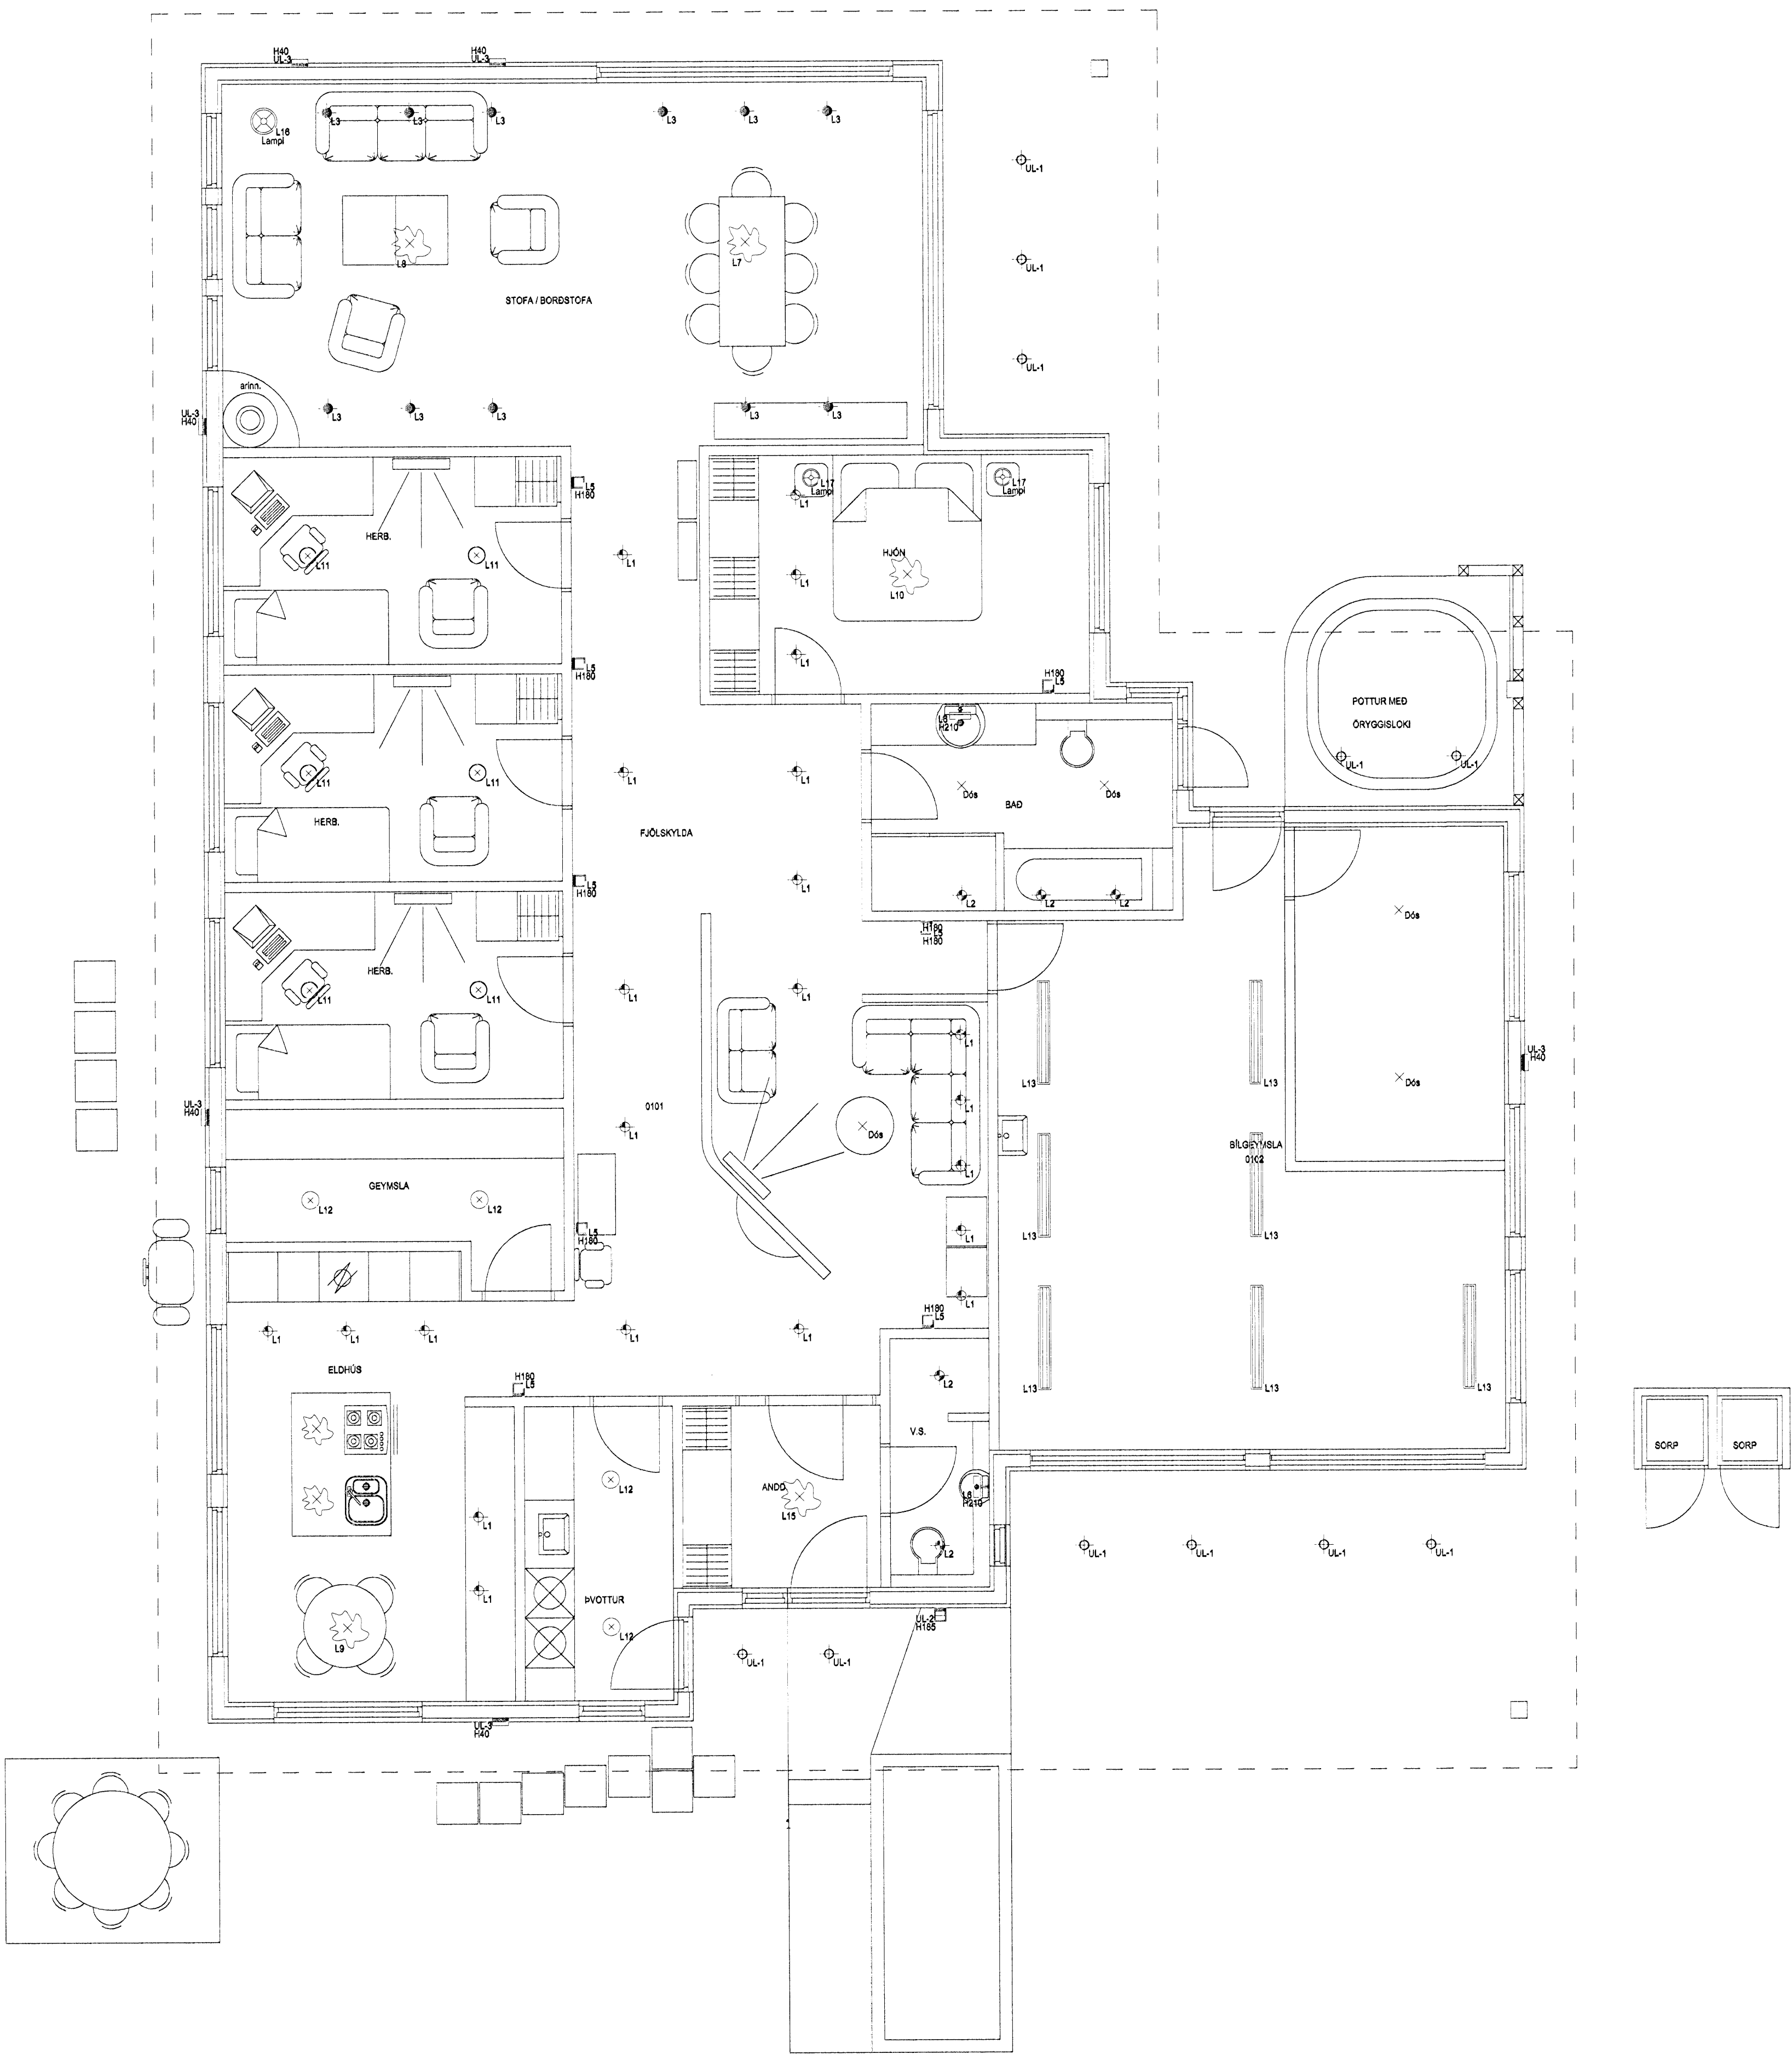 H40
UL-3
H40
UL-3
L3
L3
L3
L3
L3
L3
L16
Lampi
UL-1
L8
L7
UL-1
STOFA / BORÐSTOFA
UL-1
arinn.
UL-3
H40
L3
L3
L3
L3
L3
L5
H180
L17
Lampi
L17
Lampi
L1
HERB.
L11
L11
L1
HJÓN
L1
L10
L1
L5
H180
H180
L5
POTTUR MEÐ
ÖRYGGISLOKI
L6
H210
UL-1
UL-1
L11
L11
L1
L1
Dós
Dós
BAÐ
HERB.
FJÖLSKYLDA
L5
H180
L1
L2
L2
L2
Dós
H180
L5
H180
HERB.
L11
L11
L1
L1
L1
UL-3
H40
L13
L13
Dós
UL-3
H40
0101
L1
L1
Dós
BÍLGEYMSLA
0102
L1
GEYMSLA
L12
L12
L5
H180
L1
L13
L13
L1
H180
L5
L1
L1
L1
L1
L1
ELDHÚS
H180
L5
L2
L13
L13
L13
V.S.
SORP
SORP
L12
ANDD.
L15
L6
H210
L1
L2
UL-1
UL-1
UL-1
UL-1
L1
ÞVOTTUR
L12
UL-2
H185
L9
UL-1
UL-1
UL-3
H40